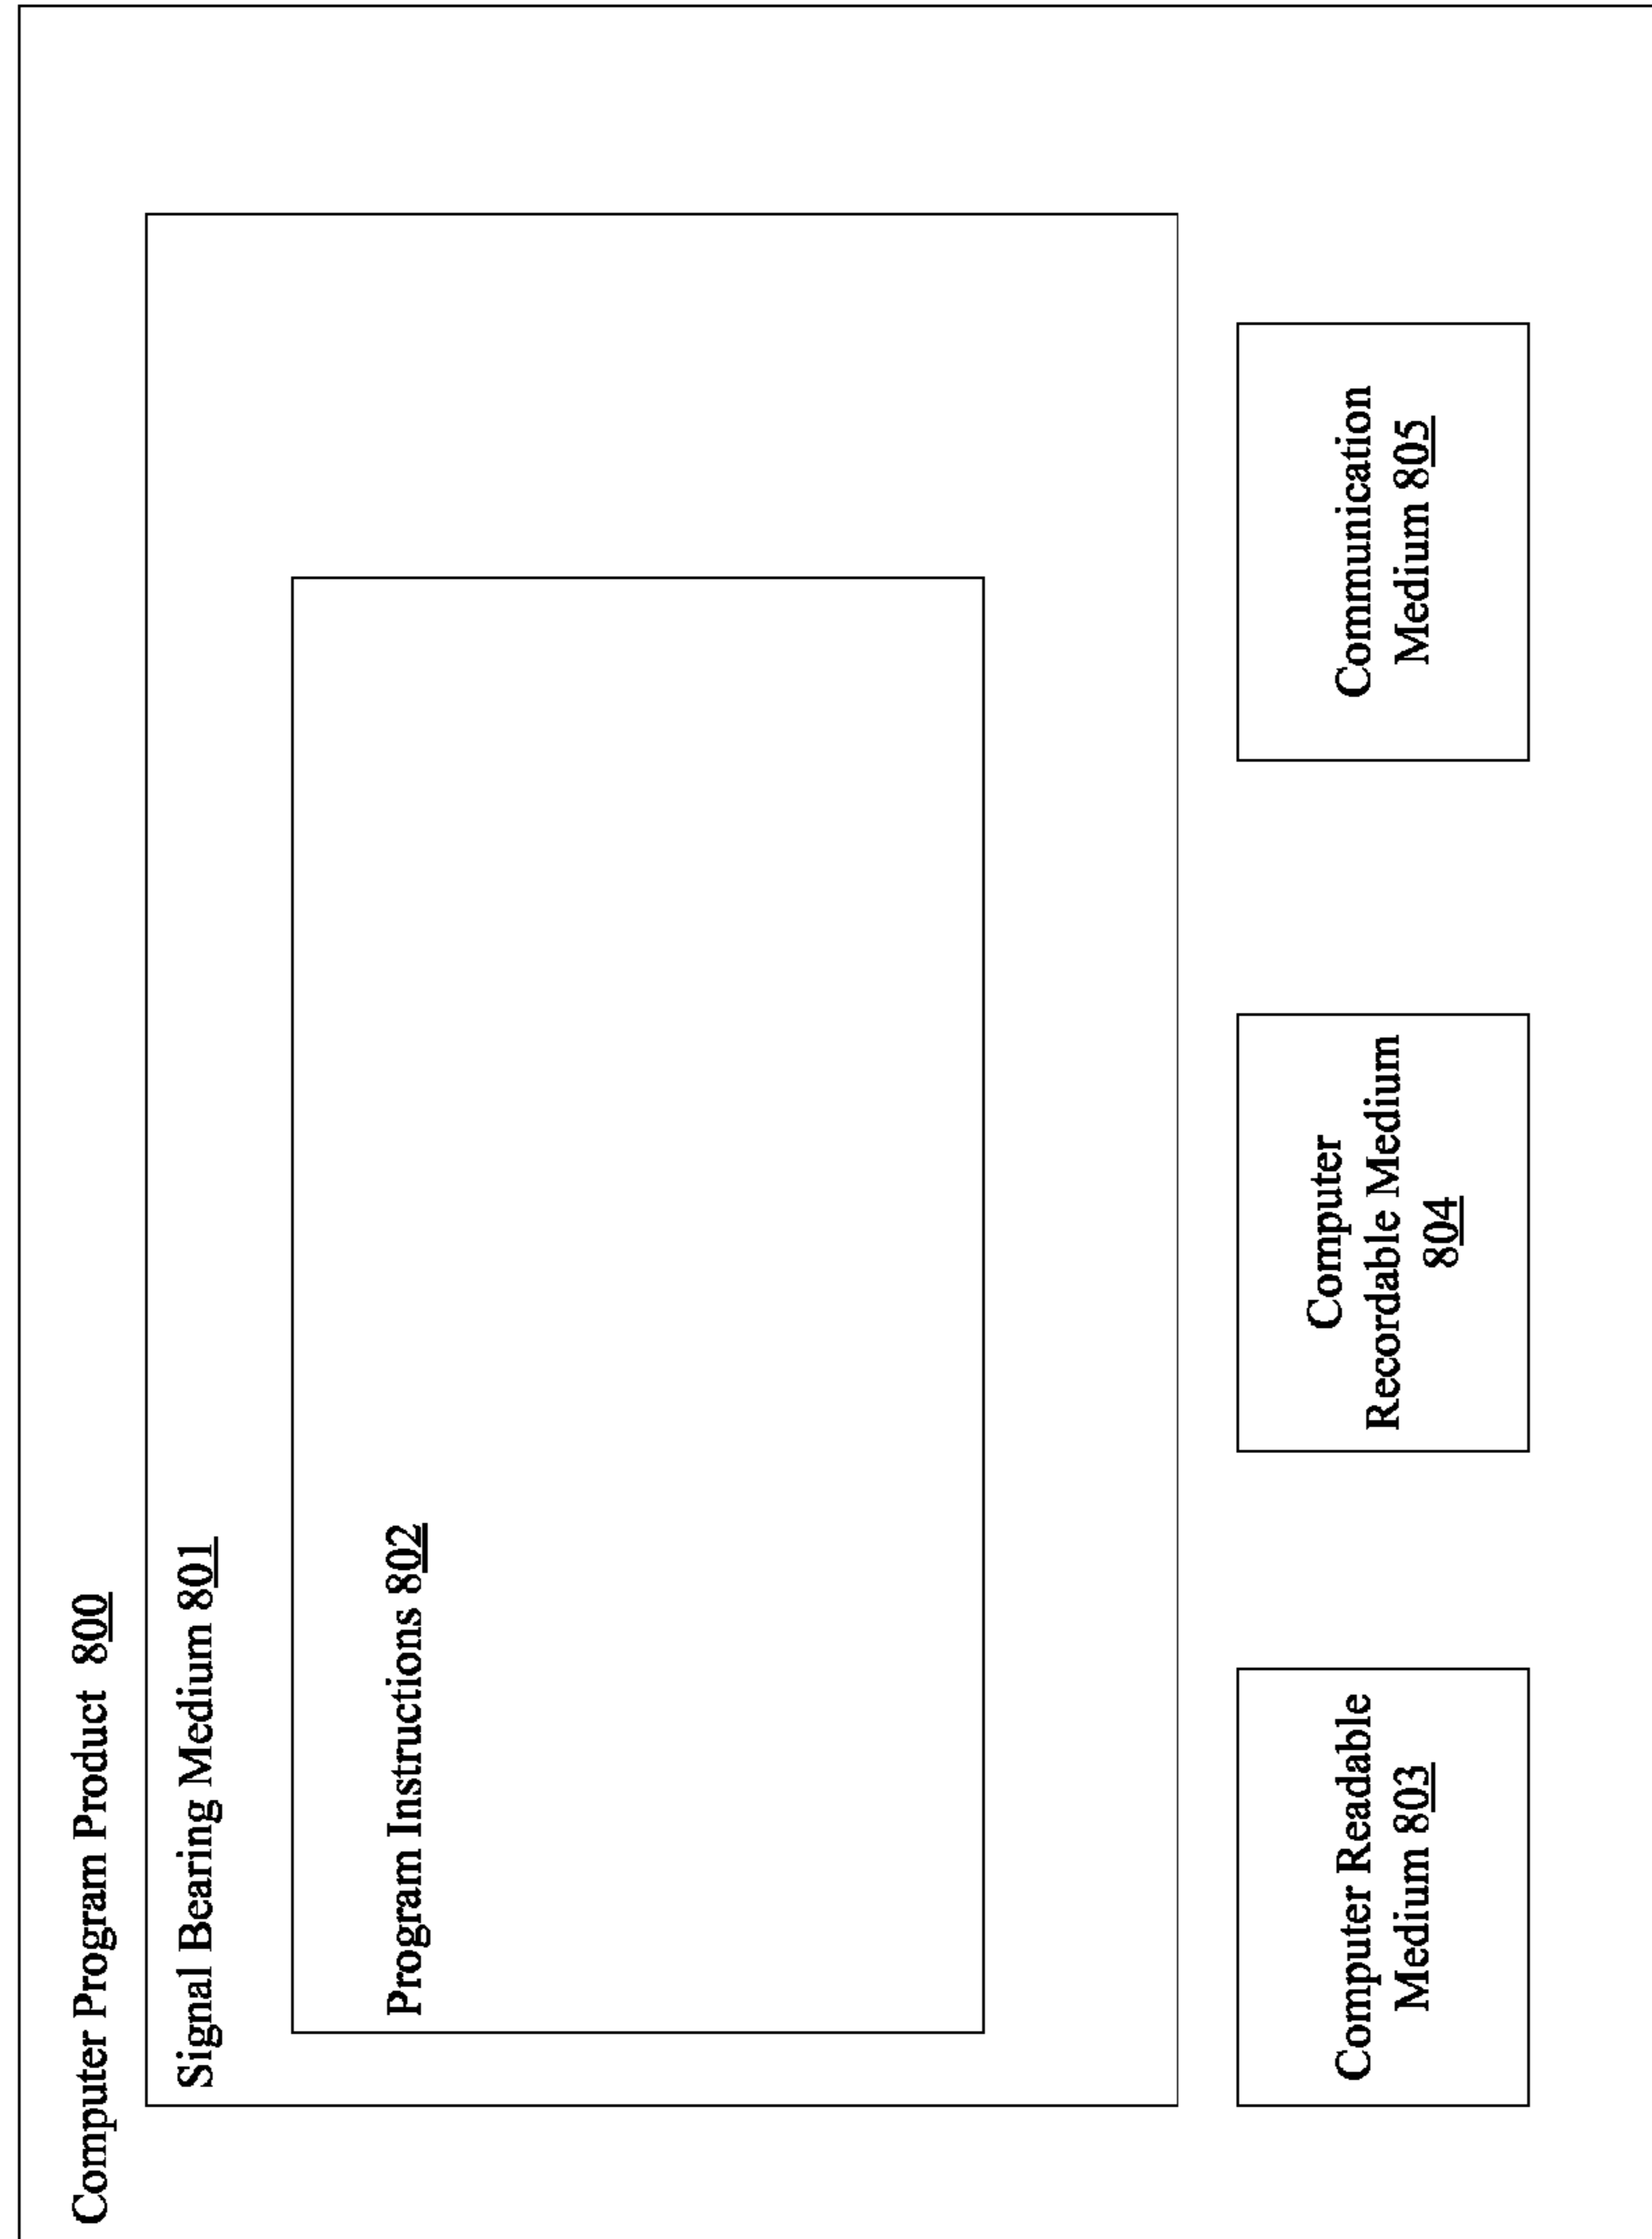 Computer Program Product 800
Signal Bearing Medium 801
Program Instructions 802
Computer Readable
Medium 803
Computer
Recordable Medium
804
Communication
Medium 805